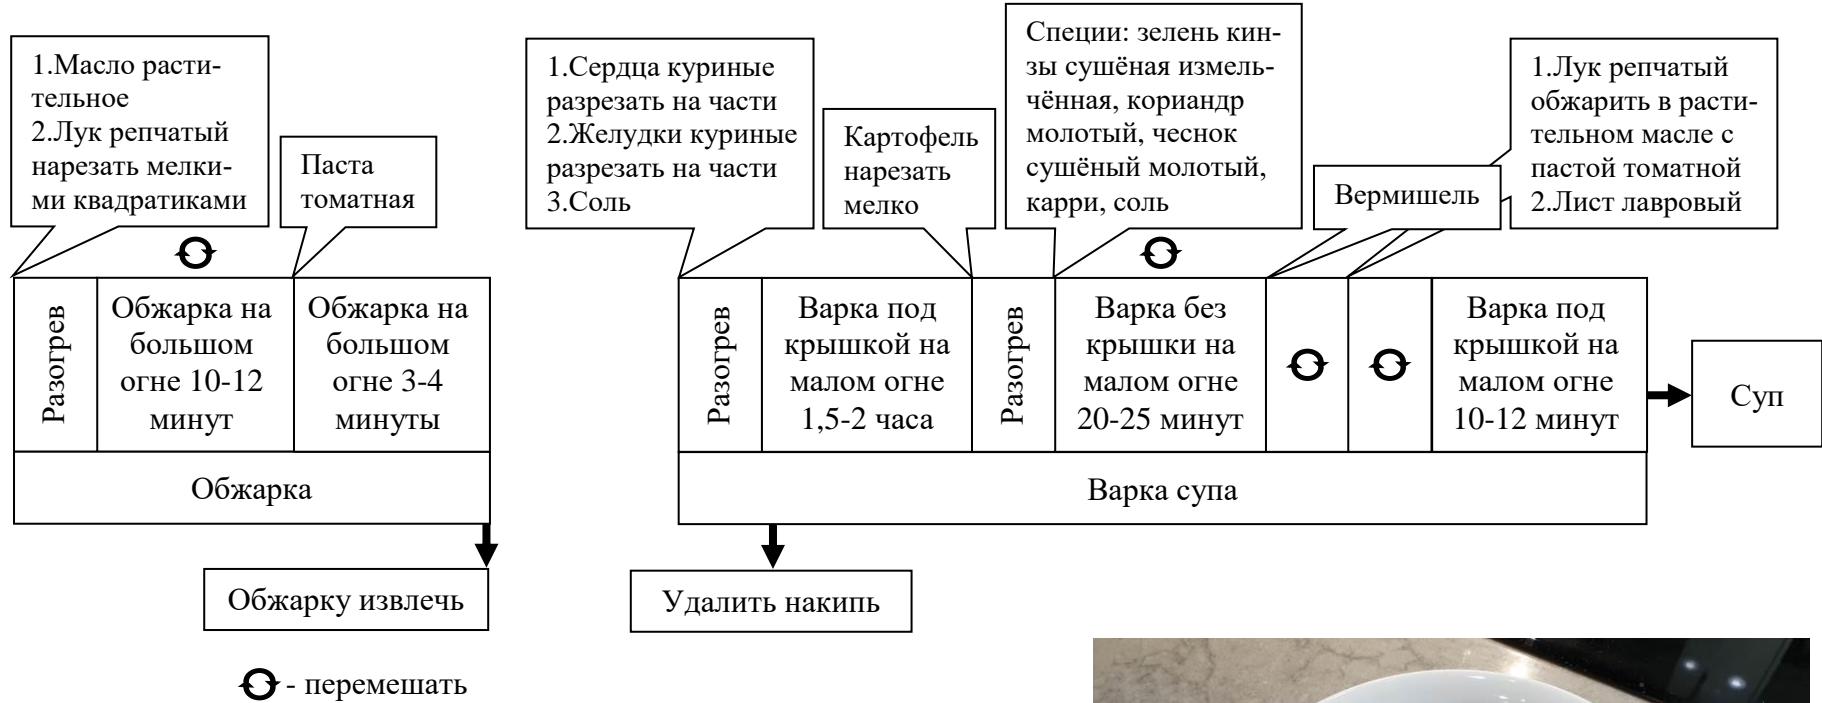 1.Масло расти-
тельное
2.Лук репчатый
нарезать мелки-
ми квадратиками
Паста
томатная
1.Сердца куриные
разрезать на части
2.Желудки куриные
разрезать на части
3.Соль
Картофель
нарезать
мелко
Специи: зелень кин-
зы сушёная измель-
чённая, кориандр
молотый, чеснок
сушёный молотый,
карри, соль
Вермишель
1.Лук репчатый
обжарить в расти-
тельном масле с
пастой томатной
2.Лист лавровый
Разогрев
Обжарка на
большом
огне 10-12
минут
Обжарка на
большом
огне 3-4
минуты
Обжарка
Обжарку извлечь
Разогрев
Варка под
крышкой на
малом огне
1,5-2 часа
Разогрев
Варка без
крышки на
малом огне
20-25 минут
Варка под
крышкой на
малом огне
10-12 минут
Суп
Варка супа
Удалить накипь
- перемешать